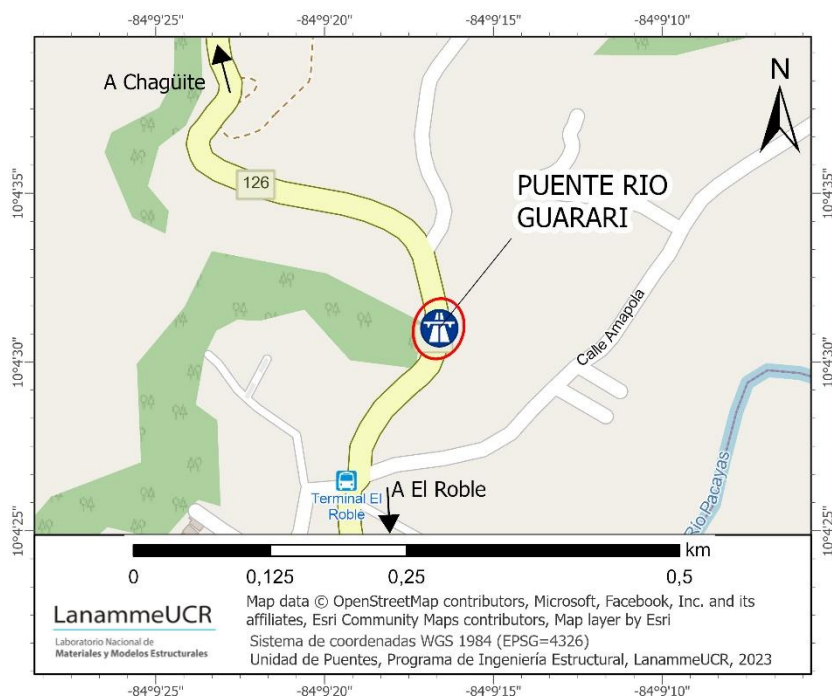 -84°9'20" -84°9'20" -84°9'15" -84°9'10"
A Chagüite
N
10°4'35"
10°4'35"
126
PUENTE RIO
GUARARI
Calle Amapola
10°4'30"
10°4'30"
Río Pacayas
A El Roble
Terminal El
Roble
10°4'25"
10°4'25"
km
0 0,125 0,25 0,5
LanammeUCR
Laboratorio Nacional de
Materiales y Modelos Estructurales
Map data © OpenStreetMap contributors, Microsoft, Facebook, Inc. and its
affiliates, Esri Community Maps contributors, Map layer by Esri
Sistema de coordenadas WGS 1984 (EPSG=4326)
Unidad de Puentes, Programa de Ingeniería Estructural, LanammeUCR, 2023
-84°9'20" -84°9'20" -84°9'15" -84°9'10"